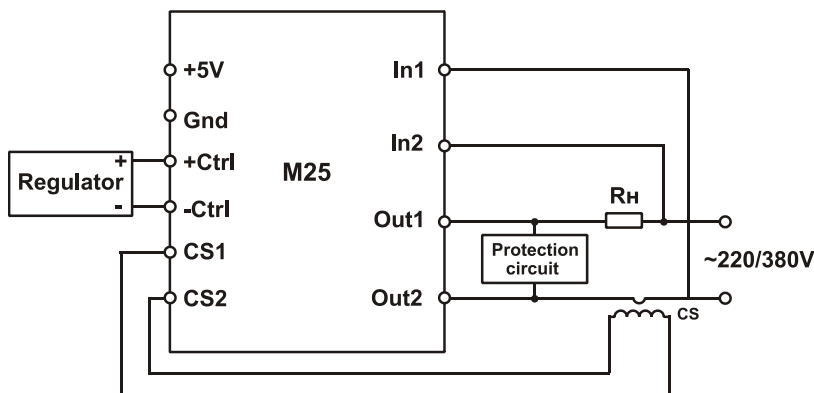 +5V
In1
Gnd
In2
+
+Ctrl
Regulator
M25
-
-Ctrl
RH
Out1
Protection
circuit
~220/380V
CS1
CS2
Out2
CS